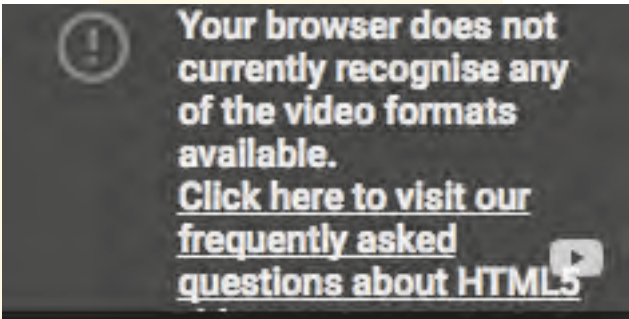 Your browser does not
currently recognise any
of the video formats
available.
Click here to visit our
frequently asked
questions about HTML5